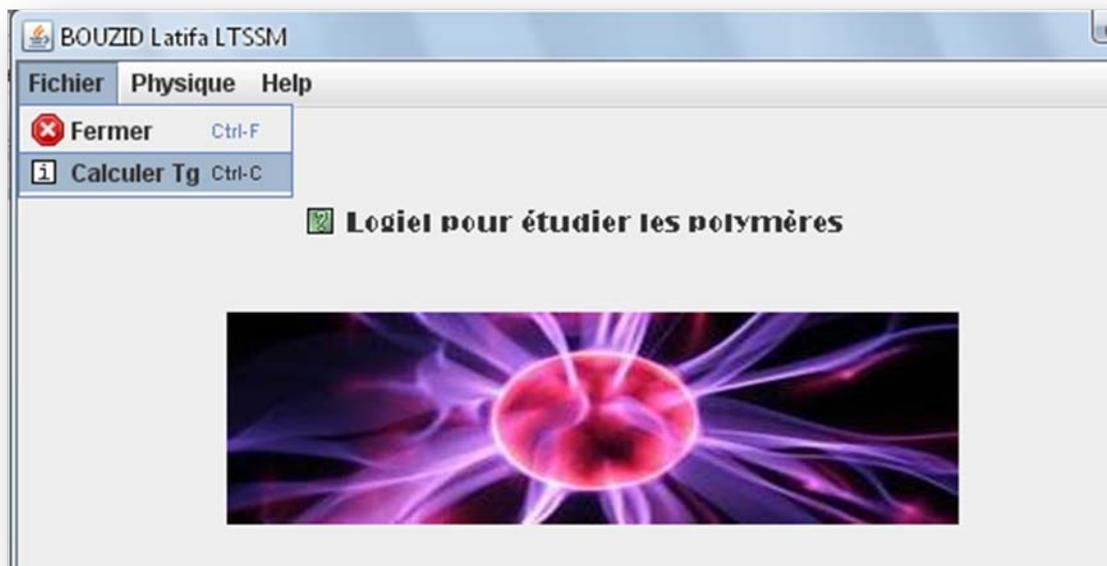 BOUZID Latifa LTSSM
Fichier Physique Help
Fermer Ctrl-F
Calculer Tg Ctrl-C
Logiel pour étudier les polymères